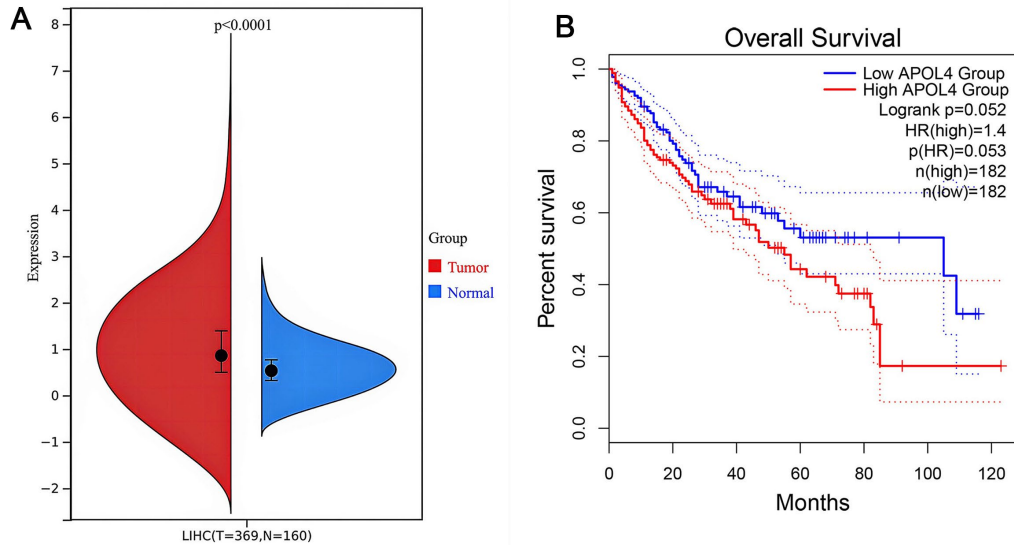 A
p<0.0001
8
7
6
5
4
3
2
1
0
−1
−2
Expression
Group
Tumor
Normal
LIHC(T=369,N=160)
B
Overall Survival
Low APOL4 Group
High APOL4 Group
Logrank p=0.052
HR(high)=1.4
p(HR)=0.053
n(high)=182
n(low)=182
Percent survival
1.0
0.8
0.6
0.4
0.2
0.0
0 20 40 60 80 100 120
Months